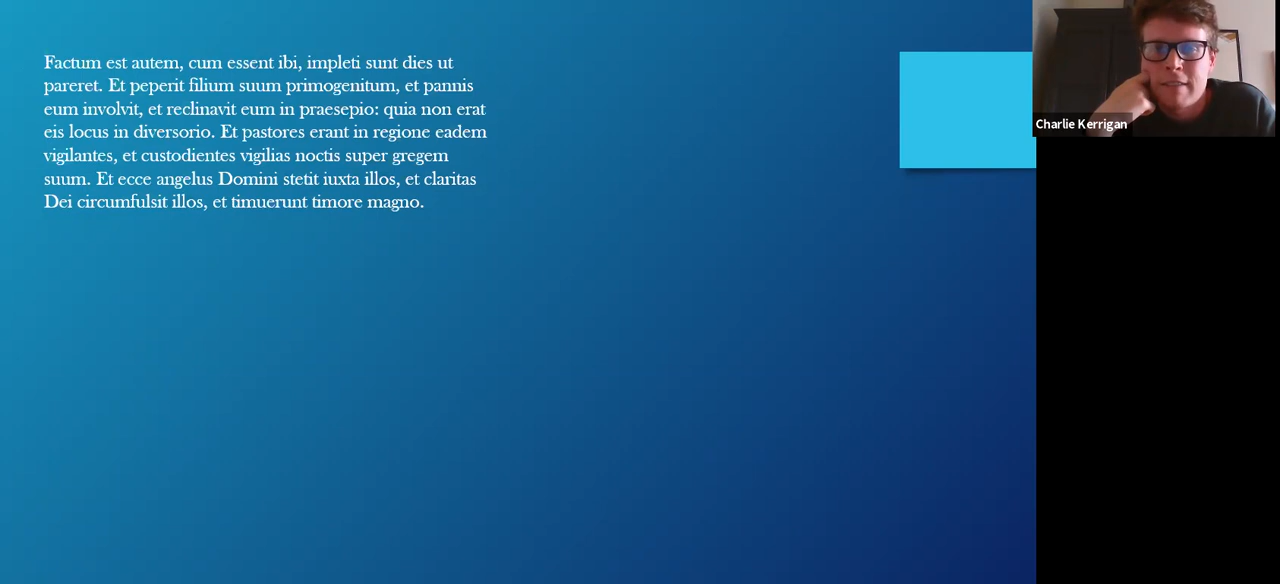 Factum est autem, cum essent ibi, impleti sunt dies ut
pareret. Et peperit filium suum primogenitum, et pannis
eum involvit, et reclinavit eum in praesepio: quia non erat
eis locus in diversorio. Et pastores erant in regione eadem
vigilantes, et custodientes vigilias noctis super gregem
suum. Et ecce angelus Domini stetit iuxta illos, et claritas
Dei circumfulsit illos, et timuerunt timore magno.
Charlie Kerrigan